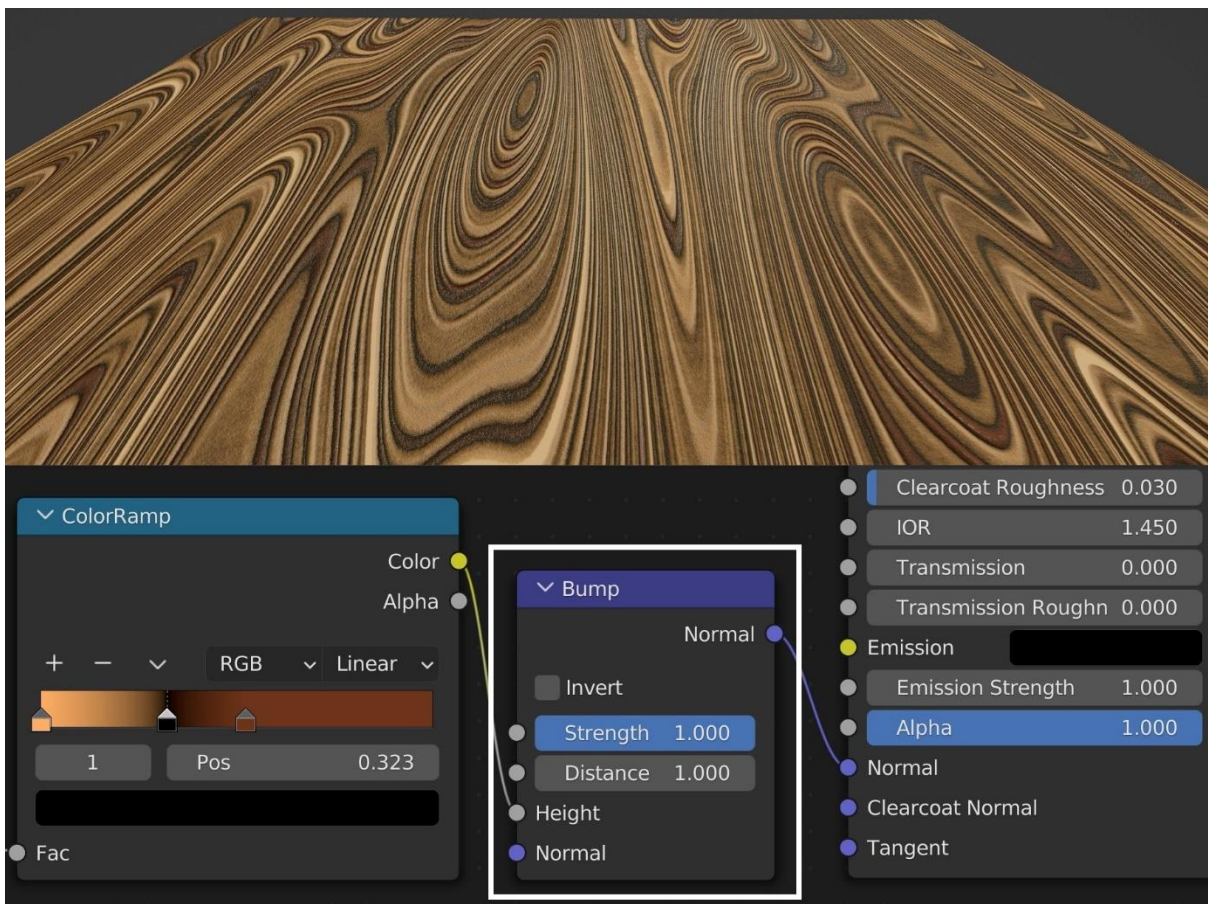 ColorRamp
Color
Alpha
RGB
Linear
1
Pos 0.323
Fac
Bump
Normal
Invert
Strength 1.000
Distance 1.000
Height
Normal
Clearcoat Roughness 0.030
IOR 1.450
Transmission 0.000
Transmission Roughn 0.000
Emission
Emission Strength 1.000
Alpha 1.000
Normal
Clearcoat Normal
Tangent